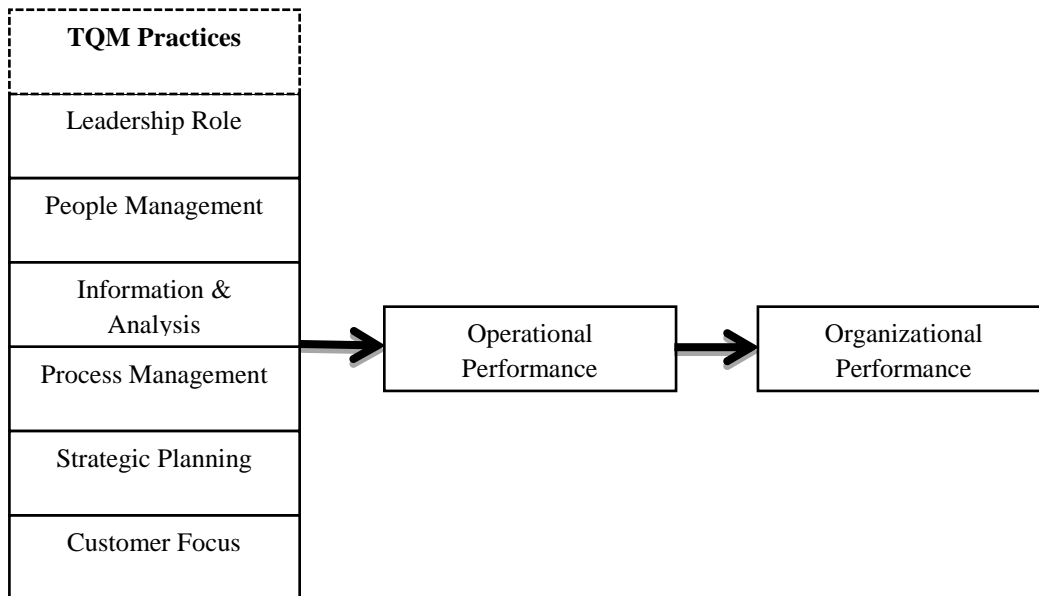 TQM Practices
Leadership Role
People Management
Information &
Analysis
Process Management
Strategic Planning
Customer Focus
Operational
Performance
Organizational
Performance